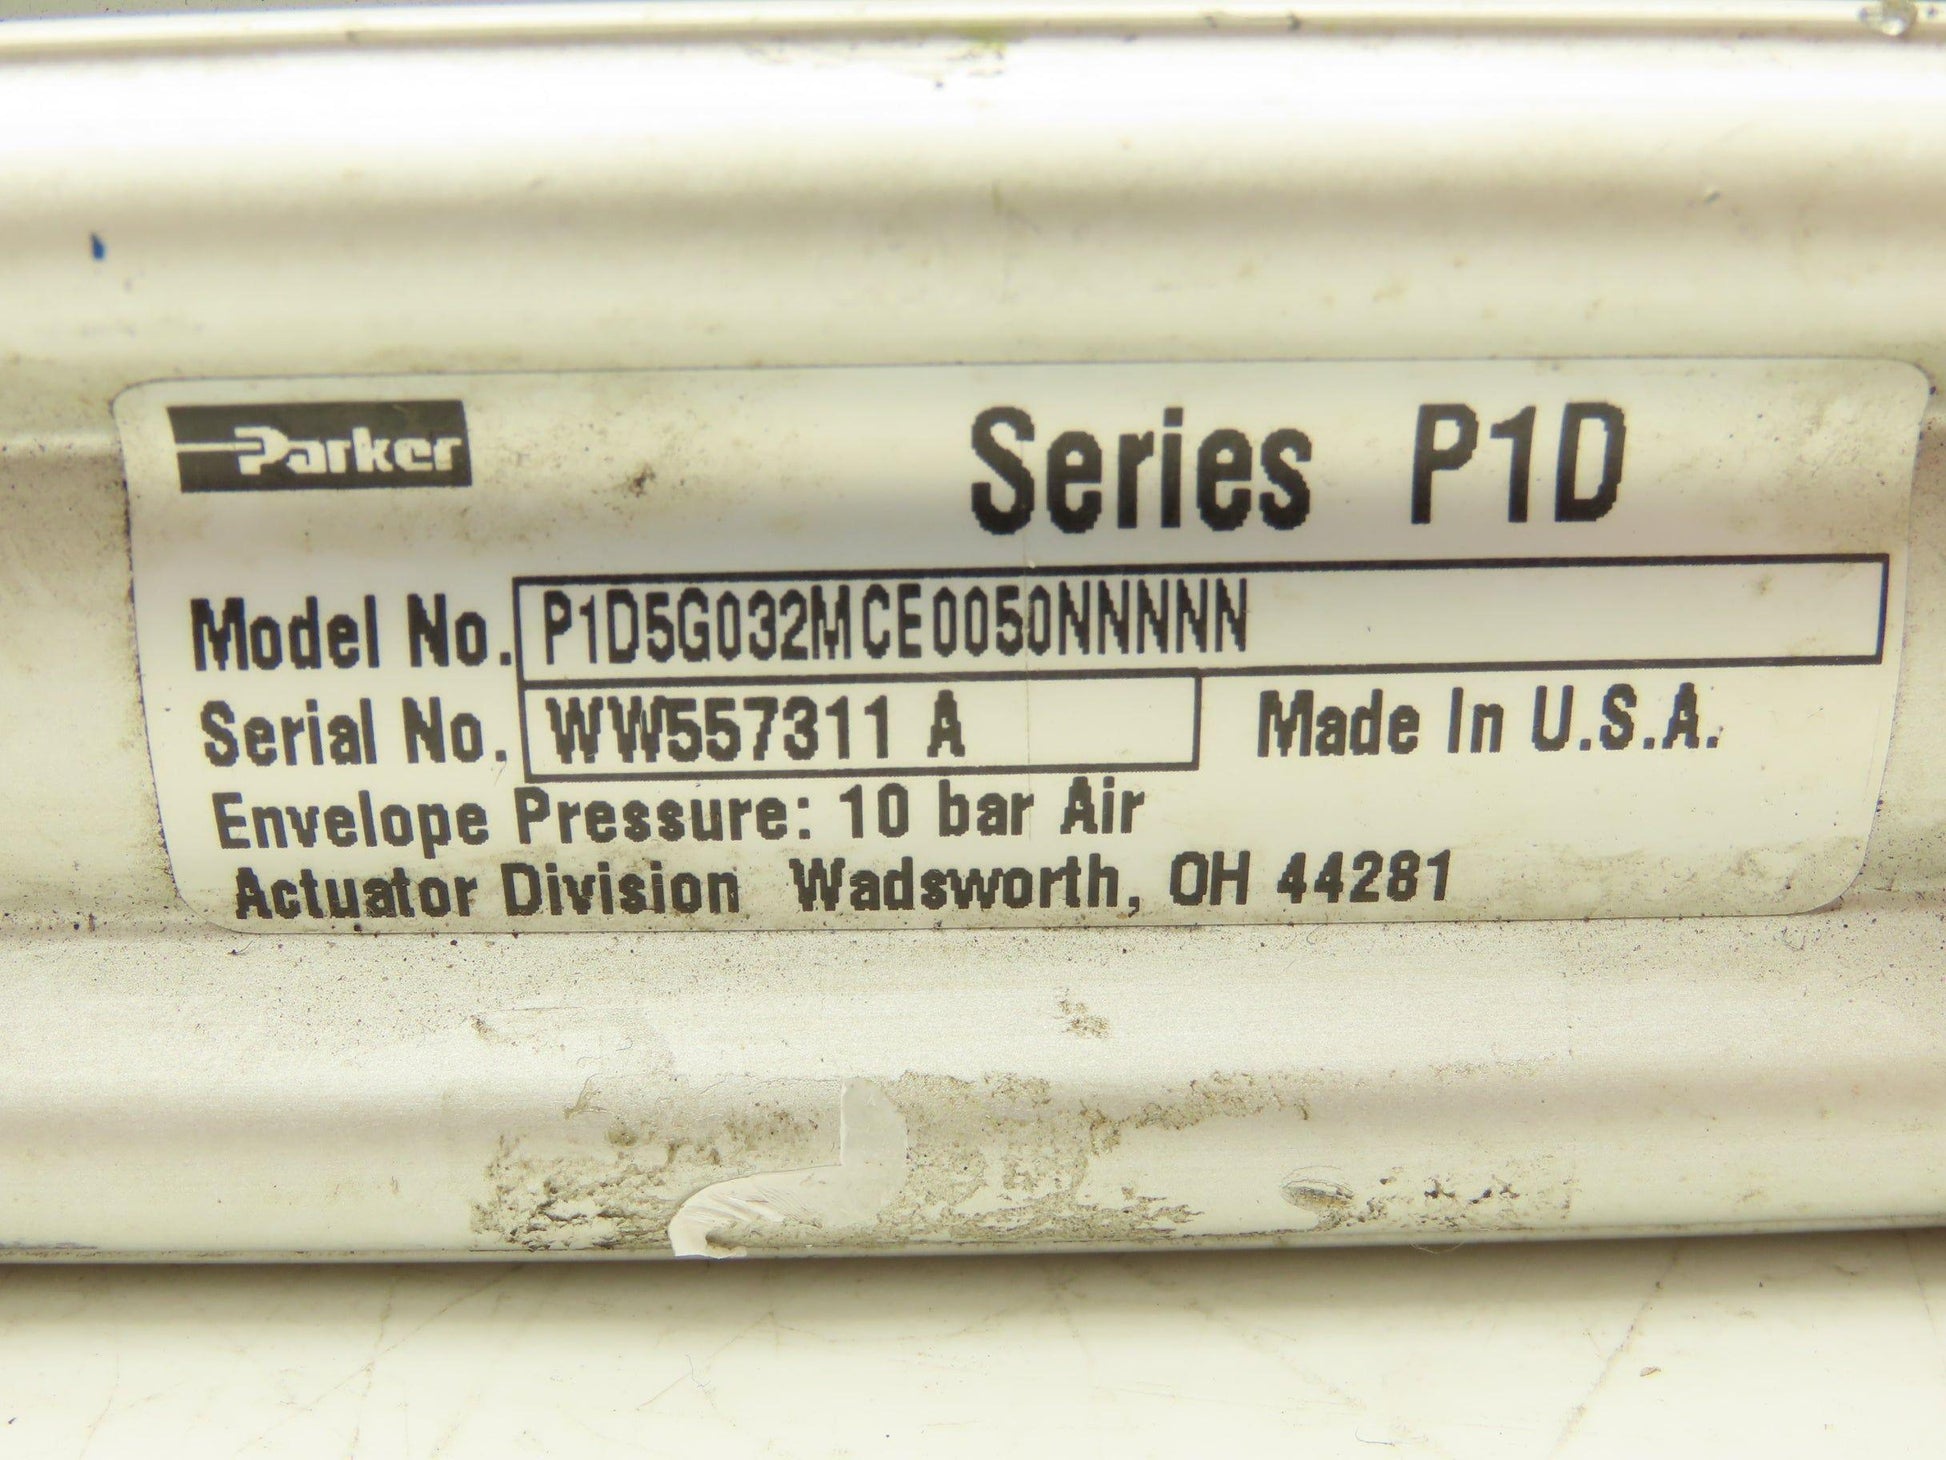 Parker
Series P1D
Model No. P1D5G032MCE0050NNNNN
Serial No. WW557311 A Made In U.S.A.
Envelope Pressure: 10 bar Air
Actuator Division Wadsworth, OH 44281